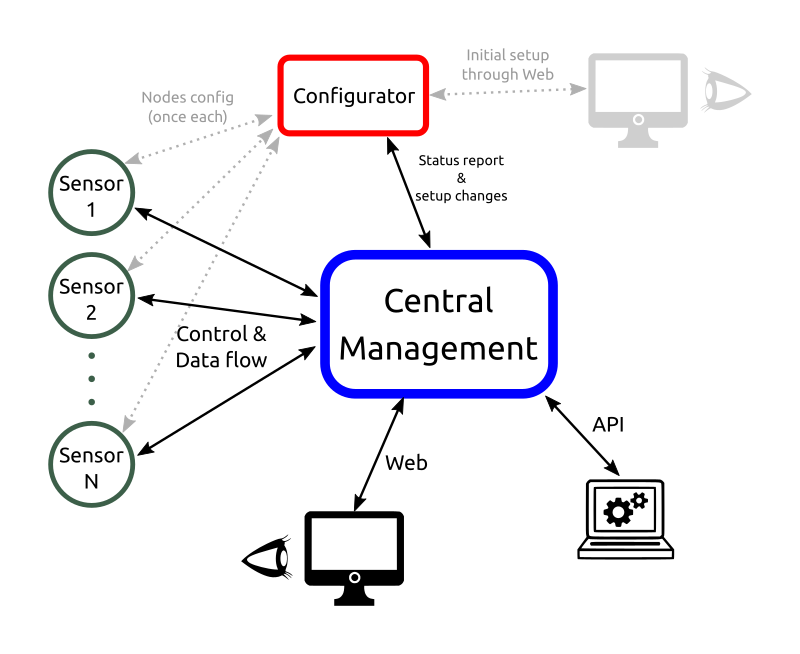 Initial setup
through Web
Configurator
Nodes config
(once each)
Status report
&
setup changes
Sensor
1
Sensor
2
Central
Management
Control &
Data flow
Sensor
N
API
Web